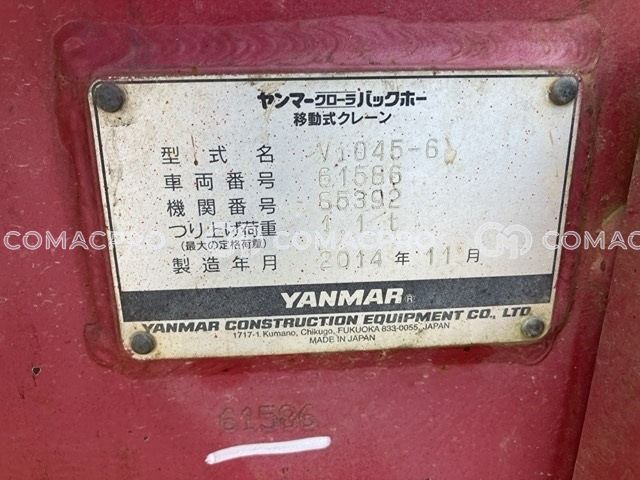 ヤンマークローラバックホー
移動式クレーン
型式名 ViO45-6
車両番号 61586
機関番号 85392
つり上げ荷重 1.1t
(最大の定格荷重)
製造年月 2014年11月
YANMAR ®
YANMAR CONSTRUCTION EQUIPMENT CO., LTD.
1717-1 Kumano, Chikugo, FUKUOKA 833-0055, JAPAN
MADE IN JAPAN
61586
COMACPRO COMACPRO